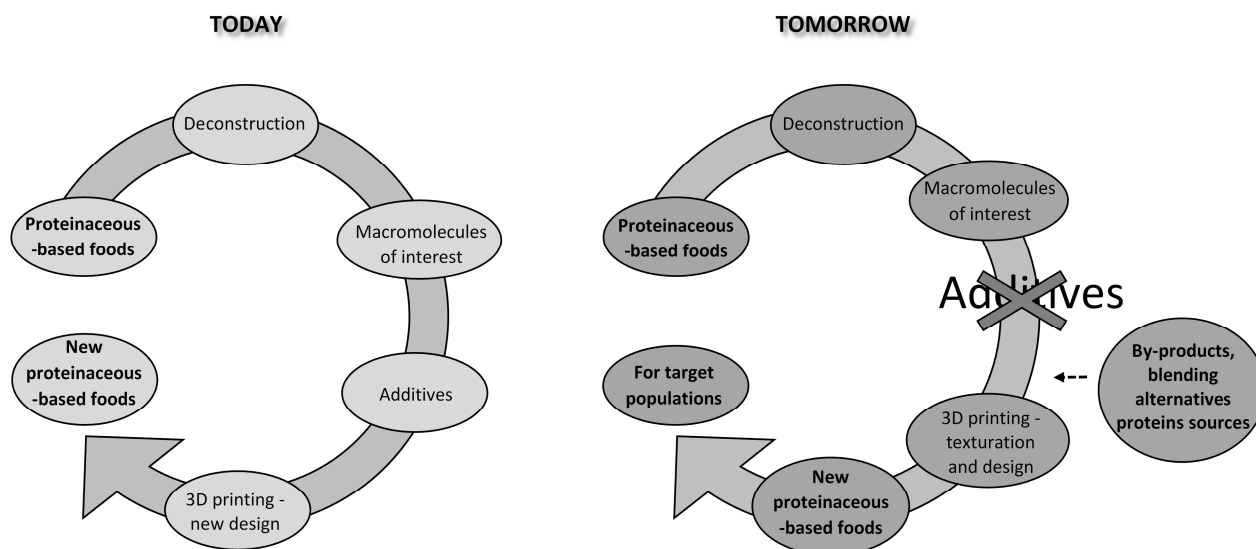 TODAY
Deconstruction
Proteinaceous
-based foods
Macromolecules
of interest
New
proteinaceous
-based foods
Additives
3D printing -
new design
TOMORROW
Deconstruction
Macromolecules
of interest
Proteinaceous
-based foods
Additives
By-products,
blending
alternatives
proteins sources
For target
populations
3D printing -
texturation
and design
New
proteinaceous
-based foods